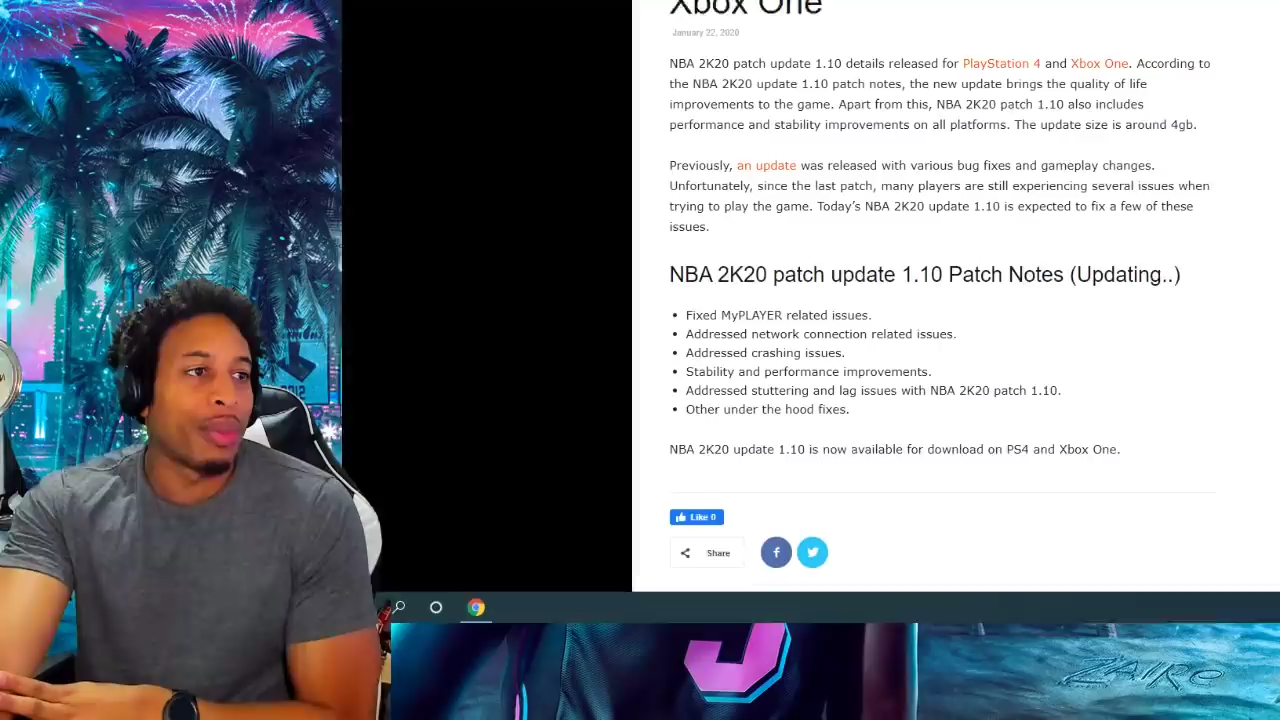 Xbox One
January 22, 2020
NBA 2K20 patch update 1.10 details released for PlayStation 4 and Xbox One. According to
the NBA 2K20 update 1.10 patch notes, the new update brings the quality of life
improvements to the game. Apart from this, NBA 2K20 patch 1.10 also includes
performance and stability improvements on all platforms. The update size is around 4gb.
Previously, an update was released with various bug fixes and gameplay changes.
Unfortunately, since the last patch, many players are still experiencing several issues when
trying to play the game. Today's NBA 2K20 update 1.10 is expected to fix a few of these
issues.
NBA 2K20 patch update 1.10 Patch Notes (Updating..)
• Fixed MyPLAYER related issues.
• Addressed network connection related issues.
• Addressed crashing issues.
• Stability and performance improvements.
• Addressed stuttering and lag issues with NBA 2K20 patch 1.10.
• Other under the hood fixes.
NBA 2K20 update 1.10 is now available for download on PS4 and Xbox One.
Like 0
Share
ZAIRO